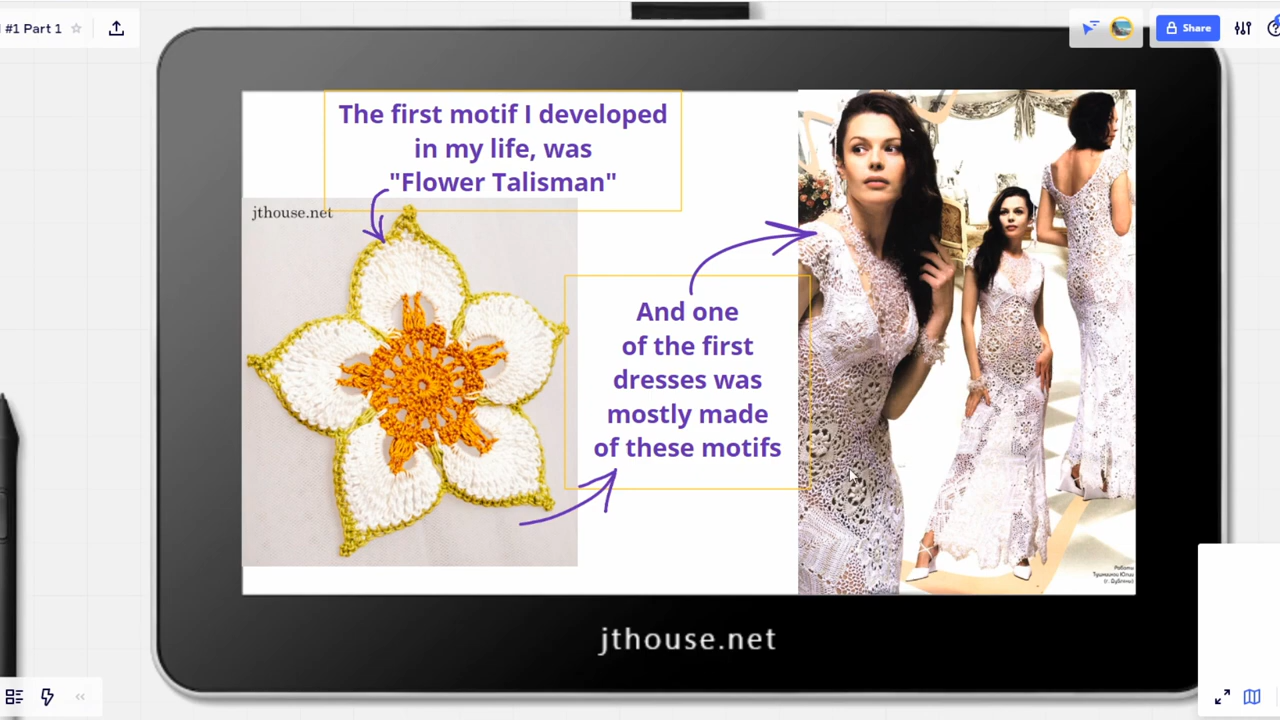 #1 Part 1
Share
The first motif I developed
in my life, was
"Flower Talisman"
jthouse.net
And one
of the first
dresses was
mostly made
of these motifs
jthouse.net